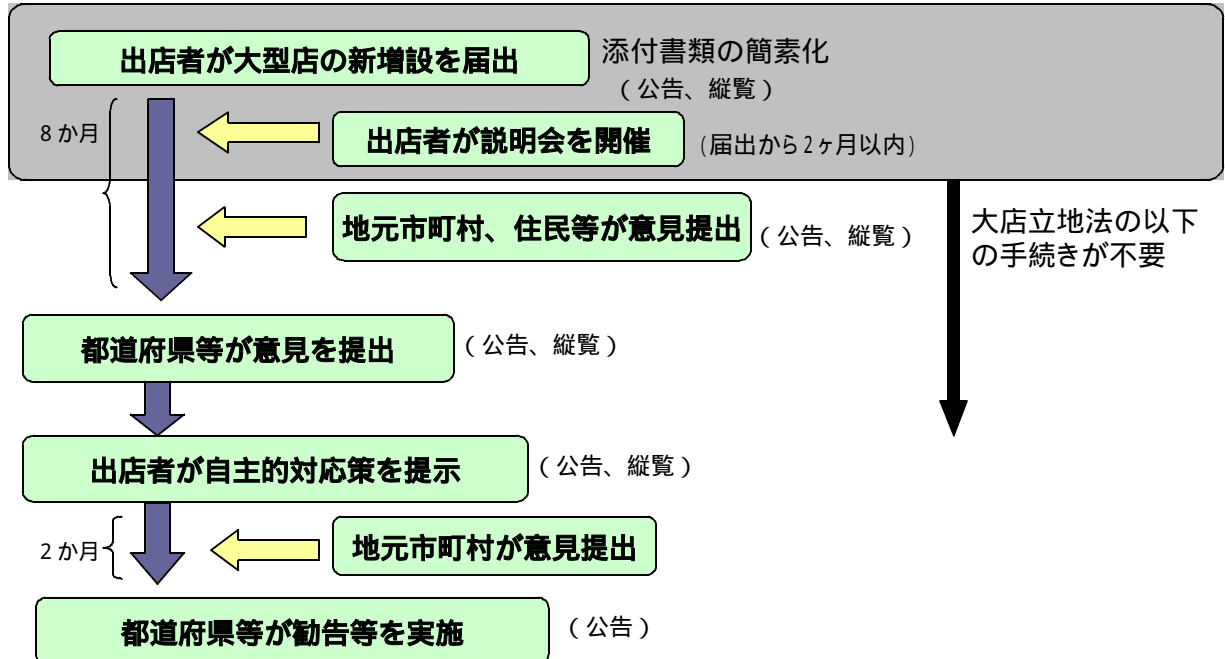 出店者が大型店の新増設を届出
添付書類の簡素化
（公告、縦覧）
8か月
出店者が説明会を開催
(届出から2ヶ月以内)
地元市町村、住民等が意見提出
（公告、縦覧）
大店立地法の以下
の手続きが不要
都道府県等が意見を提出
（公告、縦覧）
出店者が自主的対応策を提示
（公告、縦覧）
2か月
地元市町村が意見提出
都道府県等が勧告等を実施
（公告）